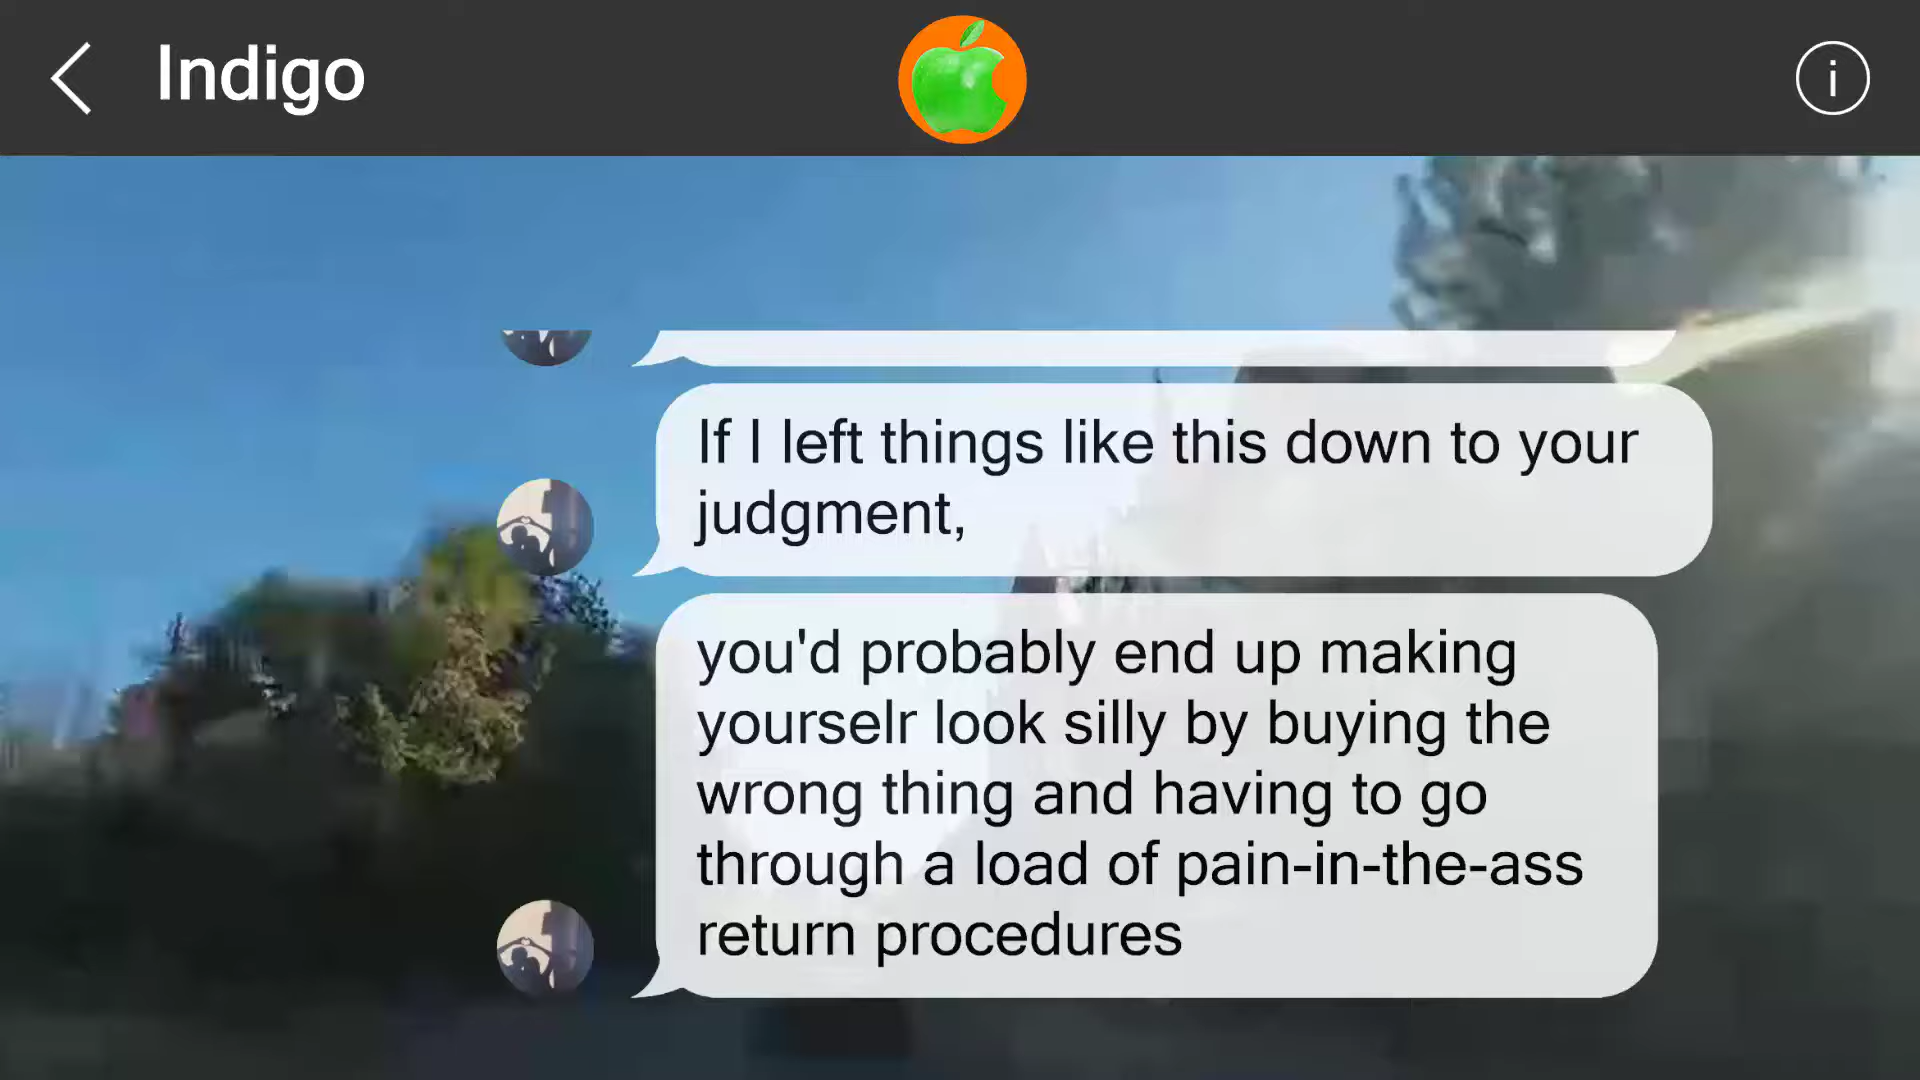 Indigo
i
If I left things like this down to your
judgment,
you'd probably end up making
yourselr look silly by buying the
wrong thing and having to go
through a load of pain-in-the-ass
return procedures